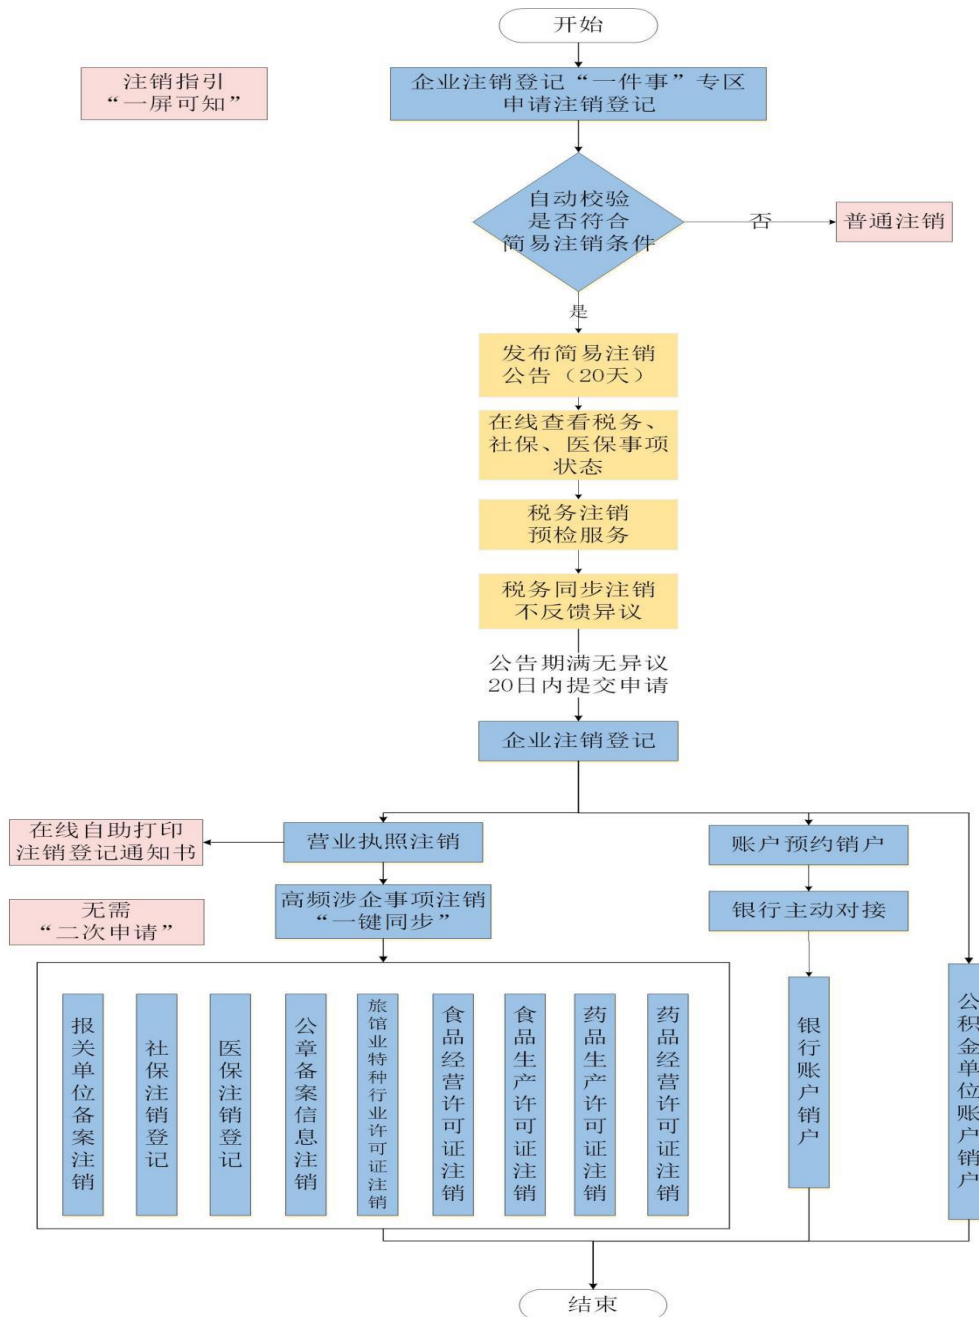 开始
注销指引
“一屏可知”
企业注销登记“一件事”专区
申请注销登记
自动校验
是否符合
简易注销条件
否
普通注销
是
发布简易注销
公告（20天）
在线查看税务、
社保、医保事项
状态
税务注销
预检服务
税务同步注销
不反馈异议
公告期满无异议
20日内提交申请
企业注销登记
在线自助打印
注销登记通知书
营业执照注销
账户预约销户
无需
“二次申请”
高频涉企事项注销
“一键同步”
银行主动对接
报关单位备案注销
社保注销登记
医保注销登记
公章备案信息注销
旅馆业特种行业许可证注销
食品经营许可证注销
食品生产许可证注销
药品生产许可证注销
药品经营许可证注销
银行账户销户
公积金单位账户销户
结束